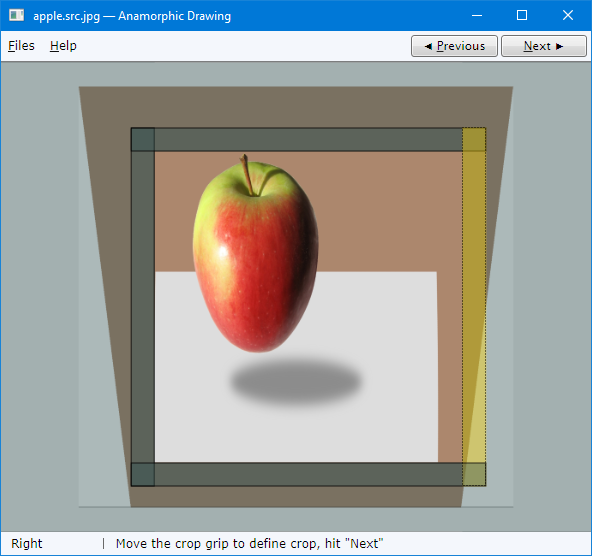 apple.src.jpg — Anamorphic Drawing
Files Help ◄ Previous Next ►
Right | Move the crop grip to define crop, hit "Next"